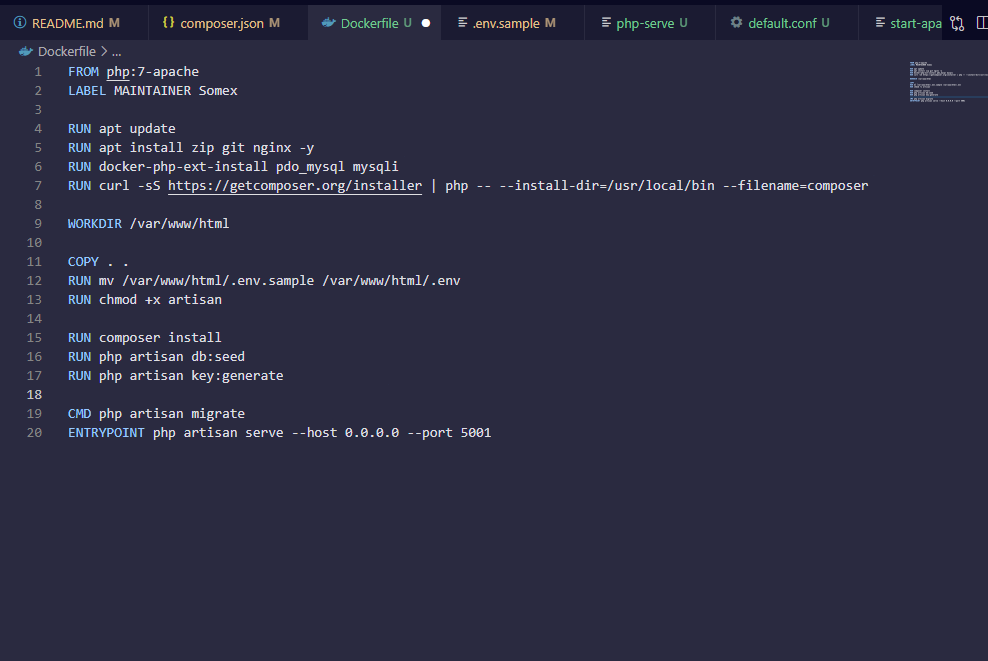 README.md M
composer.json M
Dockerfile U
.env.sample M
php-serve U
default.conf U
start-apa
Dockerfile > ...
1 FROM php:7-apache
2 LABEL MAINTAINER Somex
3
4 RUN apt update
5 RUN apt install zip git nginx -y
6 RUN docker-php-ext-install pdo_mysql mysqli
7 RUN curl -sS https://getcomposer.org/installer | php -- --install-dir=/usr/local/bin --filename=composer
8
9 WORKDIR /var/www/html
10
11 COPY . .
12 RUN mv /var/www/html/.env.sample /var/www/html/.env
13 RUN chmod +x artisan
14
15 RUN composer install
16 RUN php artisan db:seed
17 RUN php artisan key:generate
18
19 CMD php artisan migrate
20 ENTRYPOINT php artisan serve --host 0.0.0.0 --port 5001